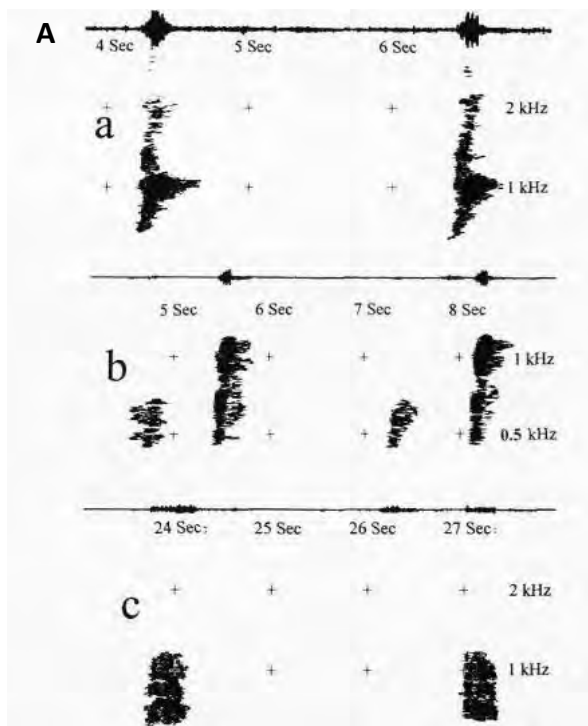 A
4 Sec 5 Sec 6 Sec
2 kHz
a
1 kHz
5 Sec 6 Sec 7 Sec 8 Sec
1 kHz
b
0.5 kHz
24 Sec: 25 Sec 26 Sec 27 Sec:
2 kHz
c
1 kHz